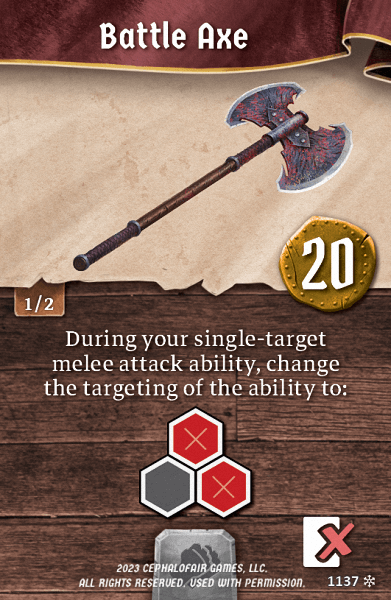 Battle Axe
20
1/2
During your single-target
melee attack ability, change
the targeting of the ability to:
2023 CEPHALOFAIR GAMES, LLC.
ALL RIGHTS RESERVED. USED WITH PERMISSION.
1137